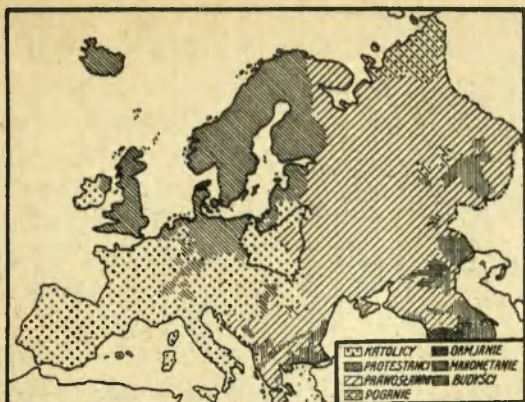 KATOLICY ORMJANIE
PROTESTANCI MAHOMETANIE
PRAWOSŁAWNI BUDYŚCI
POGANIE